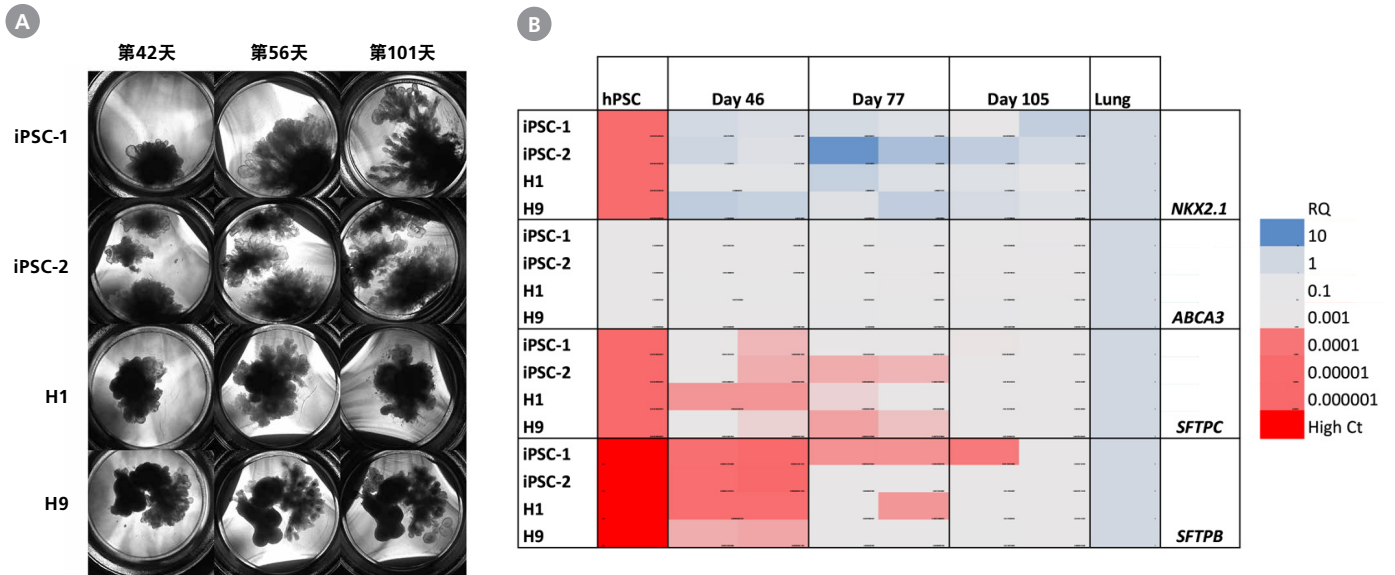 A
第42天 第56天 第101天
iPSC-1
iPSC-2
H1
H9
B
hPSC Day 46 Day 77 Day 105 Lung
iPSC-1
iPSC-2
H1
H9 NKX2.1
iPSC-1
iPSC-2
H1
H9 ABCA3
iPSC-1
iPSC-2
H1
H9 SFTPC
iPSC-1
iPSC-2
H1
H9 SFTPB
RQ
10
1
0.1
0.001
0.0001
0.00001
0.000001
High Ct